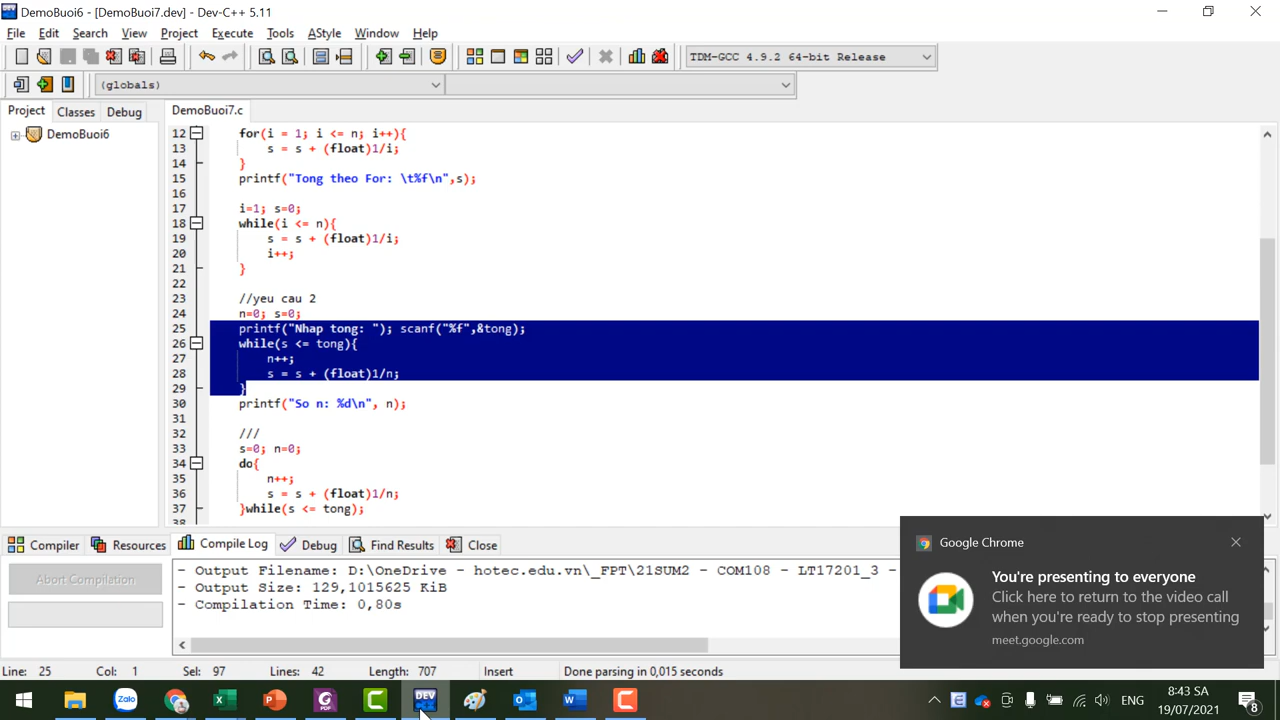 DemoBuoi6 - [DemoBuoi7.dev] - Dev-C++ 5.11
File Edit Search View Project Execute Tools AStyle Window Help
TDM-GCC 4.9.2 64-bit Release
(globals)
Project Classes Debug DemoBuoi7.c
DemoBuoi6
12 for(i = 1; i <= n; i++){
13 s = s + (float)1/i;
14 }
15 printf("Tong theo For: \t%f\n",s);
16
17 i=1; s=0;
18 while(i <= n){
19 s = s + (float)1/i;
20 i++;
21 }
22
23 //yeu cau 2
24 n=0; s=0;
25 printf("Nhap tong: "); scanf("%f",&tong);
26 while(s <= tong){
27 n++;
28 s = s + (float)1/n;
29 }
30 printf("So n: %d\n", n);
31
32 ///
33 s=0; n=0;
34 do{
35 n++;
36 s = s + (float)1/n;
37 }while(s <= tong);
38
Compiler Resources Compile Log Debug Find Results Close
Abort Compilation
- Output Filename: D:\OneDrive - hotec.edu.vn\_FPT\21SUM2 - COM108 - LT17201_3 -
- Output Size: 129,1015625 KiB
- Compilation Time: 0,80s
Google Chrome
You're presenting to everyone
Click here to return to the video call
when you're ready to stop presenting
meet.google.com
Line: 25 Col: 1 Sel: 97 Lines: 42 Length: 707 Insert Done parsing in 0,015 seconds
Zalo
PDF
DEV
ENG
8:43 SA
19/07/2021
8